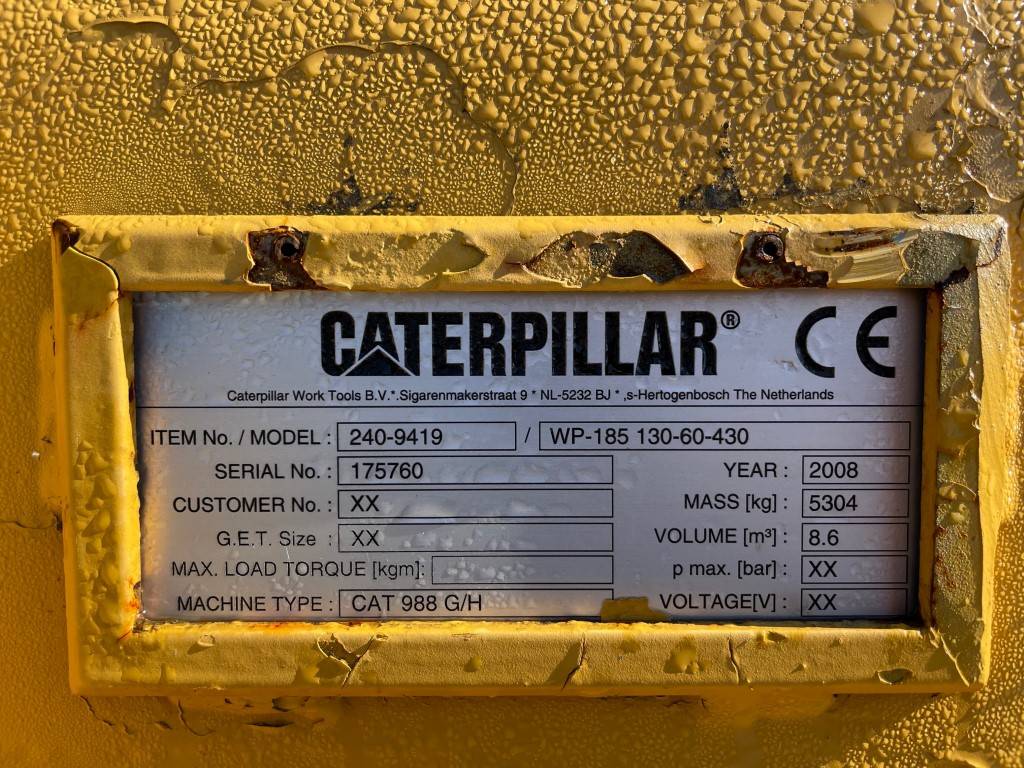 CATERPILLAR® CE
Caterpillar Work Tools B.V.*.Sigarenmakerstraat 9 * NL-5232 BJ * ,s-Hertogenbosch The Netherlands
ITEM No. / MODEL : 240-9419 / WP-185 130-60-430
SERIAL No. : 175760 YEAR : 2008
CUSTOMER No. : XX MASS [kg] : 5304
G.E.T. Size : XX VOLUME [m³] : 8.6
MAX. LOAD TORQUE [kgm]: p max. [bar] : XX
MACHINE TYPE : CAT 988 G/H VOLTAGE[V] : XX